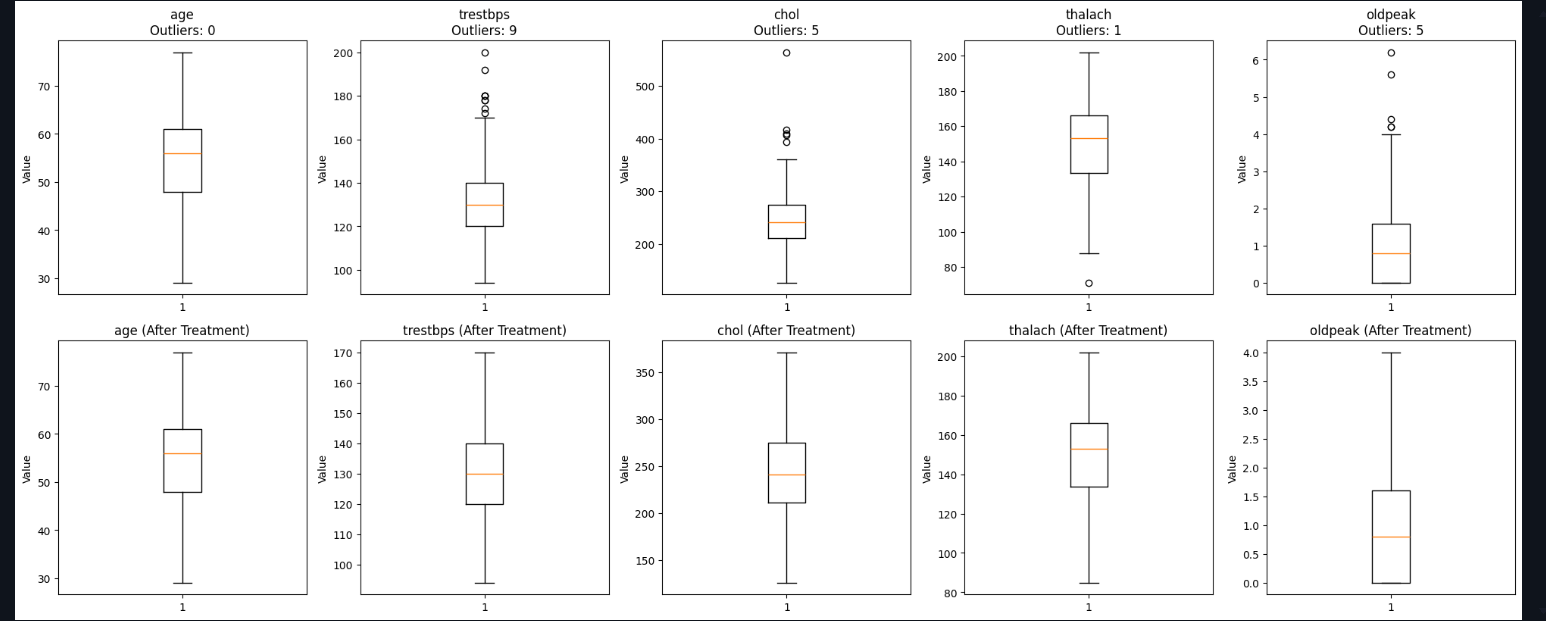 age
Outliers: 0
trestbps
Outliers: 9
chol
Outliers: 5
thalach
Outliers: 1
oldpeak
Outliers: 5
Value
70
60
50
40
30
1
Value
200
180
160
140
120
100
1
Value
500
400
300
200
1
Value
200
180
160
140
120
100
80
1
Value
6
5
4
3
2
1
0
1
age (After Treatment)
trestbps (After Treatment)
chol (After Treatment)
thalach (After Treatment)
oldpeak (After Treatment)
Value
70
60
50
40
30
1
Value
170
160
150
140
130
120
110
100
1
Value
350
300
250
200
150
1
Value
200
180
160
140
120
100
80
1
Value
4.0
3.5
3.0
2.5
2.0
1.5
1.0
0.5
0.0
1